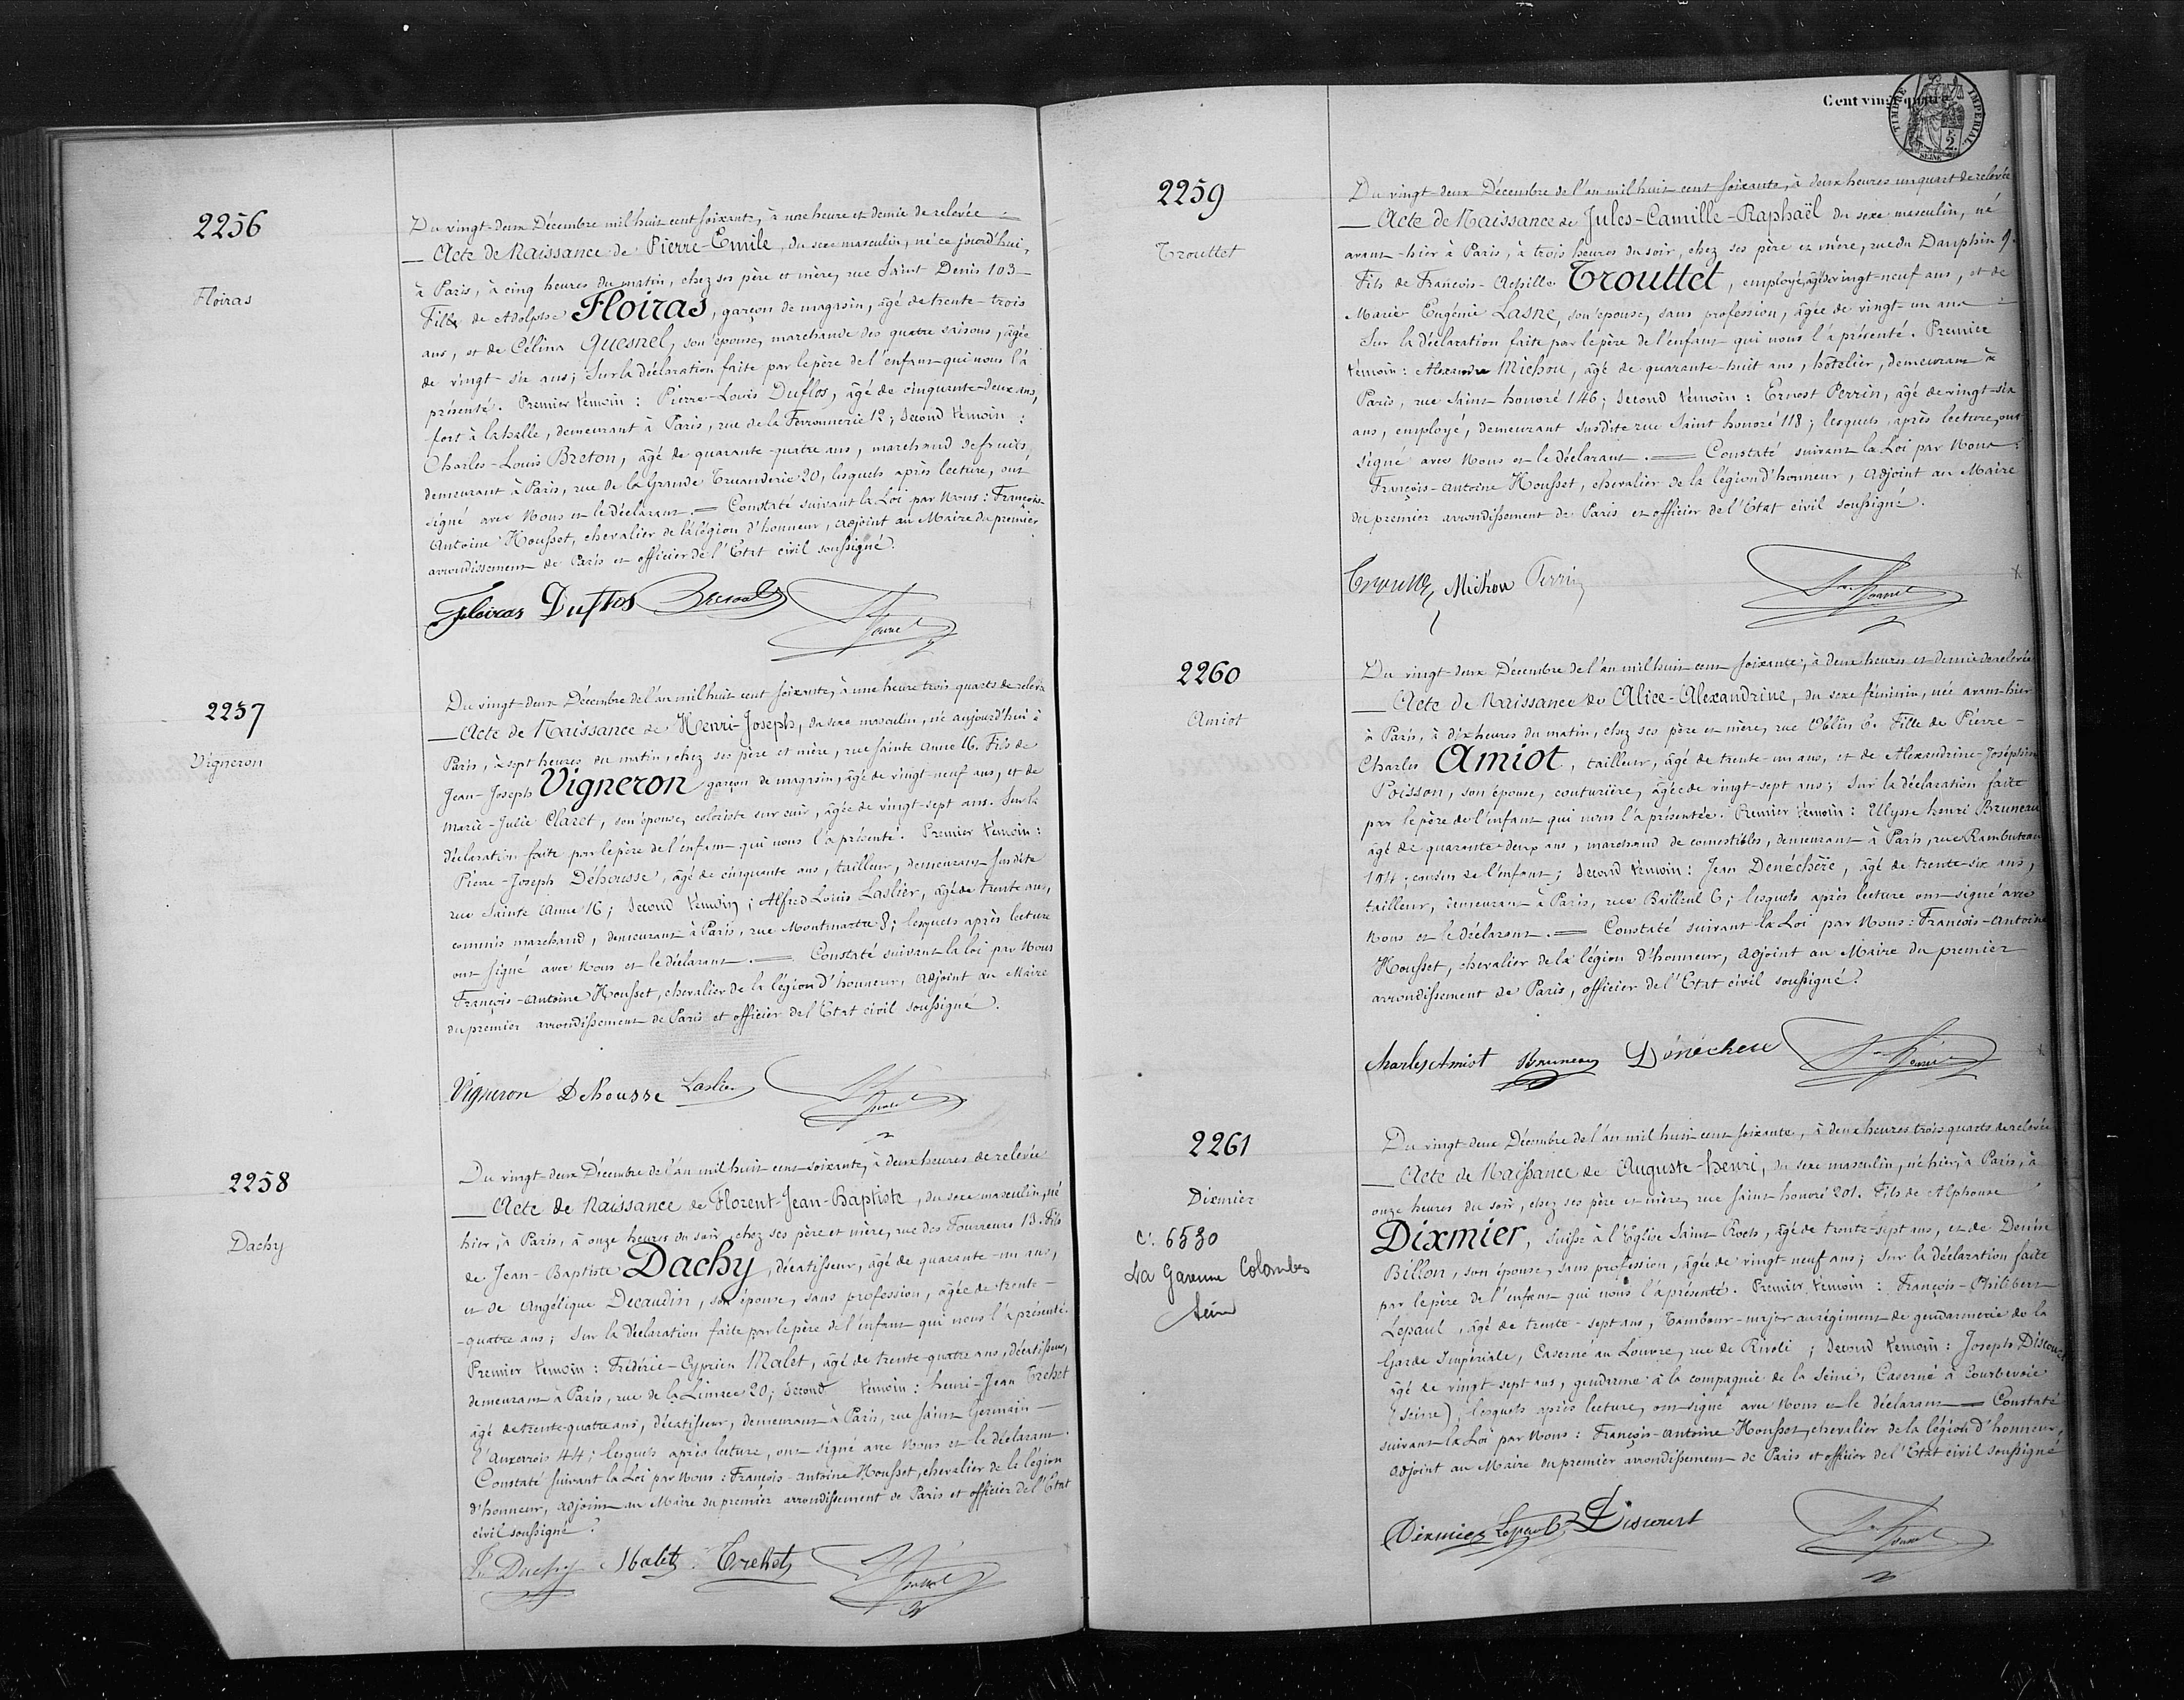 2256
Floiras
Du vingt-deux Décembre mil huit cent soixante, à une heure et demie de relevée
Acte de Naissance de Pierre-Emile, du sexe masculin, né ce jourd'hui,
à Paris, à cinq heures du matin, chez ses père et mère, rue Saint Denis 103
Fils de Adolphe Floiras, garçon de magasin, âgé de trente-trois
ans, et de Célina Quesnel, son épouse, marchande des quatre saisons, âgée
de vingt-six ans; Sur la déclaration faite par le père de l'enfant qui nous l'a
présenté. Premier témoin: Pierre-Louis Duflos, âgé de cinquante-deux ans,
fort à la halle, demeurant à Paris, rue de la Ferronnerie 12; Second témoin:
Charles-Louis Breton, âgé de quarante-quatre ans, marchand de fruits,
demeurant à Paris, rue de la Grande Truanderie 20, lesquels après lecture, ont
signé avec Nous et le déclarant. = Constaté suivant la Loi par Nous: François-
Antoine Housset, chevalier de la légion d'honneur, adjoint au Maire du premier
arrondissement de Paris et officier de l'Etat civil soussigné.
Floiras Duflos
2257
Vigneron
Du vingt-deux Décembre de l'an mil huit cent soixante, à une heure trois quarts de relevée
Acte de Naissance de Henri-Joseph, du sexe masculin, né aujourd'hui à
Paris, à sept heures du matin, chez ses père et mère, rue Sainte Anne 16. Fils de
Jean-Joseph Vigneron garçon de magasin, âgé de vingt-neuf ans, et de
Marie-Julie Claret, son épouse, coloriste sur cuir, âgée de vingt-sept ans. Sur la
déclaration faite par le père de l'enfant qui nous l'a présenté. Premier témoin:
Pierre-Joseph Dehousse, âgé de cinquante ans, tailleur, demeurant susdite
rue Sainte Anne 16; Second témoin; Alfred Louis Laslier, âgé de trente ans,
commis marchand, demeurant à Paris, rue Montmartre 8; lesquels après lecture
ont signé avec Nous et le déclarant. = Constaté suivant la loi par Nous
François-Antoine Housset, chevalier de la légion d'honneur, adjoint au Maire
du premier arrondissement de Paris et officier de l'Etat civil soussigné.
Vigneron DeHousse Laslier
2258
Dachy
Du vingt-deux Décembre de l'an mil huit cent-soixante, à deux heures de relevée
Acte de Naissance de Florent-Jean-Baptiste, du sexe masculin, né
hier, à Paris, à onze heures du soir, chez ses père et mère, rue des Fourreurs 13. Fils
de Jean-Baptiste Dachy, décatisseur, âgé de quarante-un ans,
et de Angélique Decaudin, son épouse, sans profession, âgée de trente-
-quatre ans; Sur la déclaration faite par le père de l'enfant qui nous l'a présenté.
Premier témoin: Frédéric-Cyprien Malet, âgé de trente-quatre ans, décatisseur,
demeurant à Paris, rue de la Limace 20; Second témoin: henri-Jean Trehet
âgé de trente-quatre ans, décatisseur, demeurant à Paris, rue Saint Germain-
l'Auxerrois 44; lesquels après lecture, ont signé avec Nous et le déclarant.
Constaté suivant la Loi par Nous: François-Antoine Housset, chevalier de la légion
d'honneur, adjoint au Maire du premier arrondissement de Paris et officier de l'Etat
civil soussigné.
Dachy Malet Trehet
Cent vingt quatre
TIMBRE IMPERIAL
2
SEINE
2259
Trouttet
Du vingt-deux Décembre de l'an mil huit cent soixante, à deux heures un quart de relevée
Acte de Naissance de Jules-Camille-Raphaël du sexe masculin, né
avant-hier à Paris, à trois heures du soir, chez ses père et mère, rue du Dauphin 9.
Fils de François-Achille Trouttet, employé, âgé de vingt-neuf ans, et de
Marie Eugénie Lasne, son épouse, sans profession, âgée de vingt-un ans
Sur la déclaration faite par le père de l'enfant qui nous l'a présenté. Premier
témoin: Alexandre Michou, âgé de quarante-huit ans, hôtelier, demeurant à
Paris, rue Saint honoré 146; Second témoin: Ernest Perrin, âgé de vingt-six
ans, employé, demeurant susdite rue Saint honoré 118; lesquels après lecture, ont
signé avec Nous et le déclarant. = Constaté suivant la Loi par Nous:
François-Antoine Housset, chevalier de la légion d'honneur, adjoint au Maire
du premier arrondissement de Paris et officier de l'Etat civil soussigné.
Michou Perrin
2260
Amiot
Du vingt-deux Décembre de l'an mil huit cent soixante, à deux heures et demie de relevée
Acte de Naissance de Alice-Alexandrine, du sexe féminin, née avant-hier
à Paris, à dix heures du matin, chez ses père et mère, rue Oblin 6. Fille de Pierre-
Charles Amiot, tailleur, âgé de trente-un ans, et de Alexandrine-Joséphine
Poisson, son épouse, couturière, âgée de vingt-sept ans; Sur la déclaration faite
par le père de l'enfant qui nous l'a présentée. Premier témoin: Ulysse henri Bruneau
âgé de quarante-deux ans, marchand de comestibles, demeurant à Paris, rue Rambuteau
104; cousin de l'enfant; Second témoin: Jean Denéchère, âgé de trente-six ans,
tailleur, demeurant à Paris, rue Bailleul 6; lesquels après lecture ont signé avec
Nous et le déclarant. = Constaté suivant la Loi par Nous: François-Antoine
Housset, chevalier de la légion d'honneur, adjoint au Maire du premier
arrondissement de Paris, officier de l'Etat civil soussigné.
Charles Amiot Bruneau Dénéchère
2261
Dixmier
C. 6530
La Garenne Colombes
Seine
Du vingt-deux Décembre de l'an mil huit cent soixante, à deux heures trois quarts de relevée
Acte de Naissance de Auguste-henri, du sexe masculin, né hier, à Paris, à
onze heures du soir, chez ses père et mère, rue Saint honoré 201. Fils de Alphonse
Dixmier, Suisse à l'Eglise Saint-Roch, âgé de trente-sept ans, et de Denise
Billon, son épouse, sans profession, âgée de vingt-neuf ans; Sur la déclaration faite
par le père de l'enfant qui nous l'a présenté. Premier témoin: François-Philibert
Lepaul, âgé de trente-sept ans, Tambour-major au régiment de gendarmerie de la
Garde Impériale, Caserné au Louvre, rue de Rivoli; Second témoin: Joseph Discourt
âgé de vingt-sept ans, gendarme à la compagnie de la Seine, Caserné à Courbevoie
(Seine), lesquels après lecture, ont signé avec Nous et le déclarant = Constaté
suivant la Loi par Nous: François-Antoine Housset, chevalier de la légion d'honneur,
adjoint au Maire du premier arrondissement de Paris et officier de l'Etat civil soussigné
Dixmier Lepaul Discourt